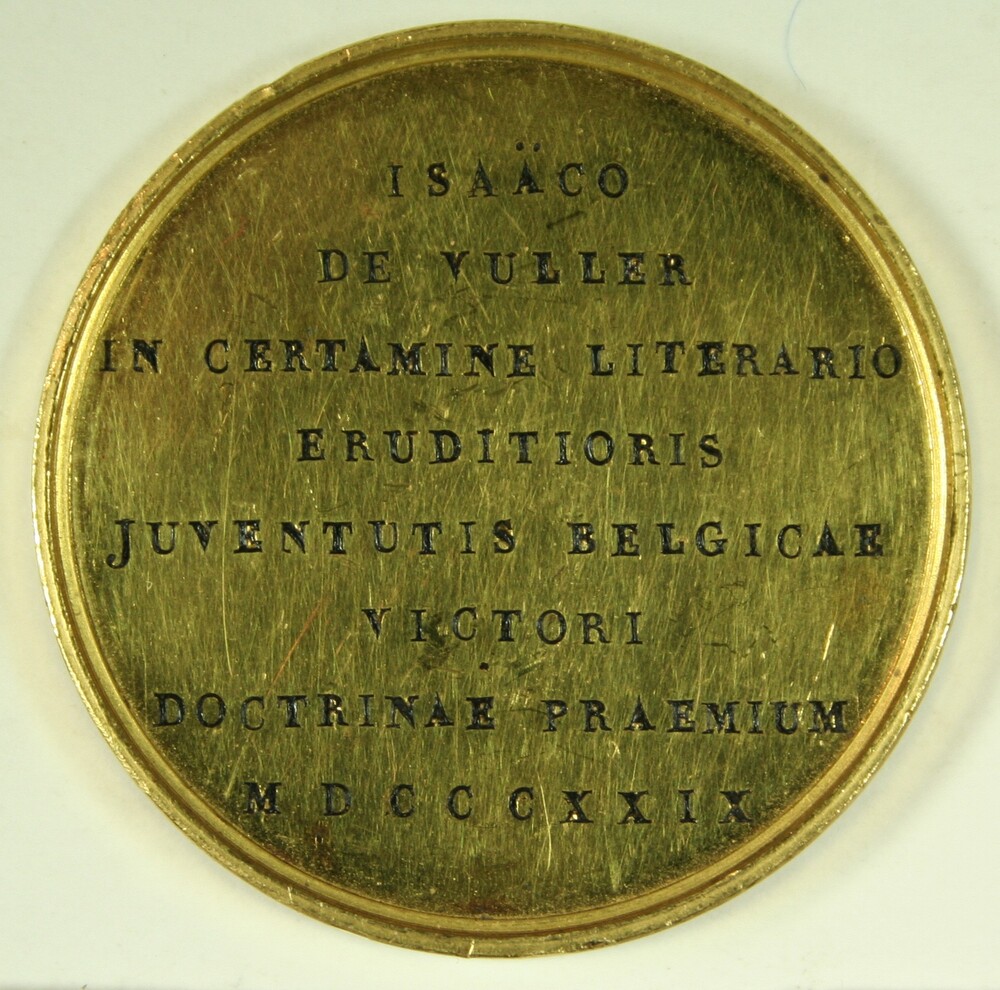 ISAÄCO
DE VULLER
IN CERTAMINE LITERARIO
ERUDITIORIS
JUVENTUTIS BELGICAE
VICTORI
DOCTRINAE PRAEMIUM
MDCCCXXIX